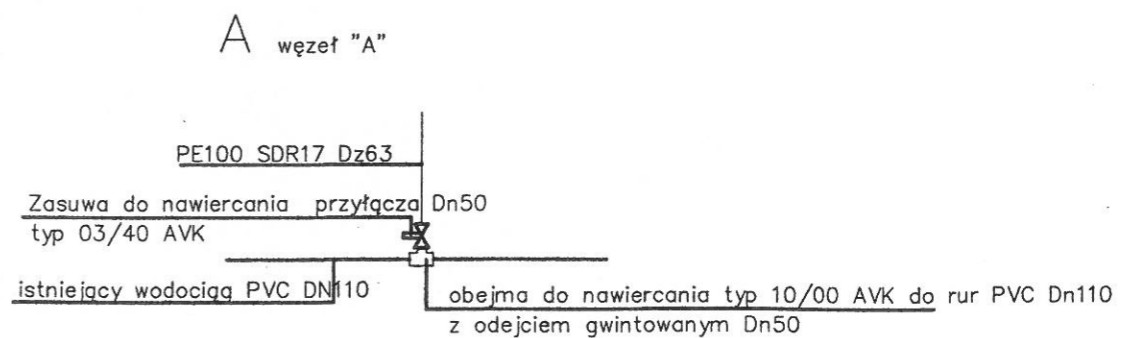 A węzeł "A"
PE100 SDR17 Dz63
Zasuwa do nawiercania przyłącza Dn50
typ 03/40 AVK
istniejący wodociąg PVC DN110
obejma do nawiercania typ 10/00 AVK do rur PVC Dn110
z odejciem gwintowanym Dn50